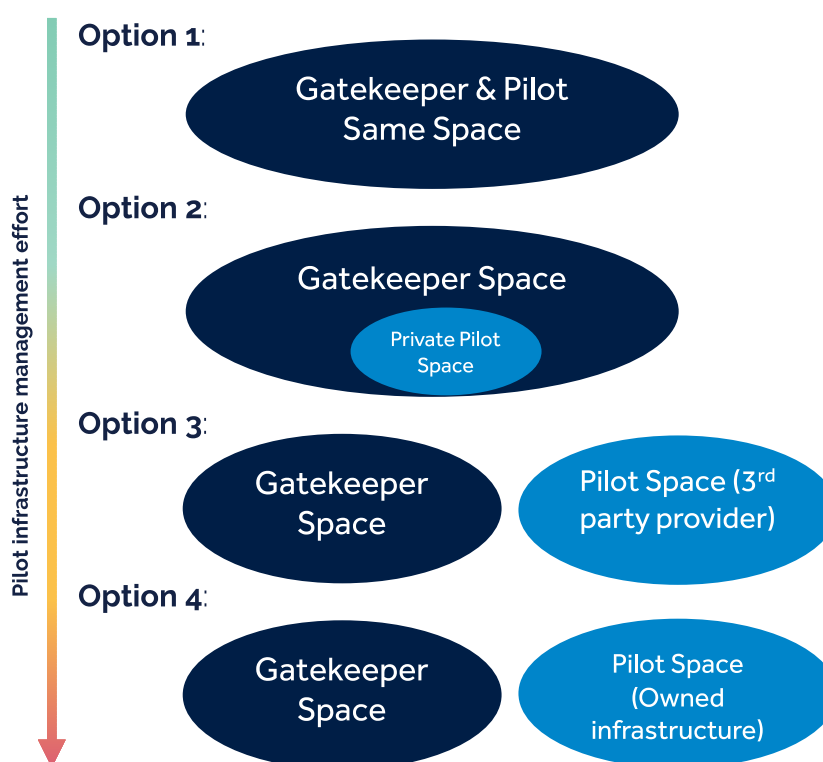 Option 1:
Gatekeeper & Pilot
Same Space
Option 2:
Gatekeeper Space
Private Pilot
Space
Option 3:
Gatekeeper
Space
Pilot Space (3rd
party provider)
Option 4:
Gatekeeper
Space
Pilot Space
(Owned
infrastructure)
Pilot infrastructure management effort